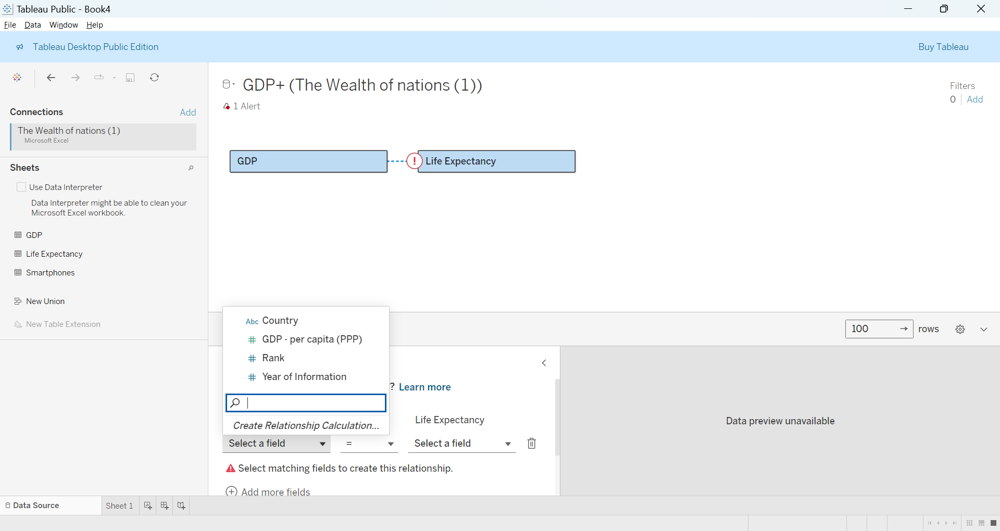 Tableau Public - Book4
File Data Window Help
Tableau Desktop Public Edition
Buy Tableau
Connections Add
The Wealth of nations (1)
Microsoft Excel
Sheets
Use Data Interpreter
Data Interpreter might be able to clean your
Microsoft Excel workbook.
GDP
Life Expectancy
Smartphones
New Union
New Table Extension
GDP+ (The Wealth of nations (1))
1 Alert
Filters
0 Add
GDP
! Life Expectancy
100 → rows
Abc Country
# GDP - per capita (PPP)
# Rank
# Year of Information
Create Relationship Calculation...
? Learn more
Life Expectancy
Select a field = Select a field
Select matching fields to create this relationship.
Add more fields
Data preview unavailable
Data Source Sheet 1